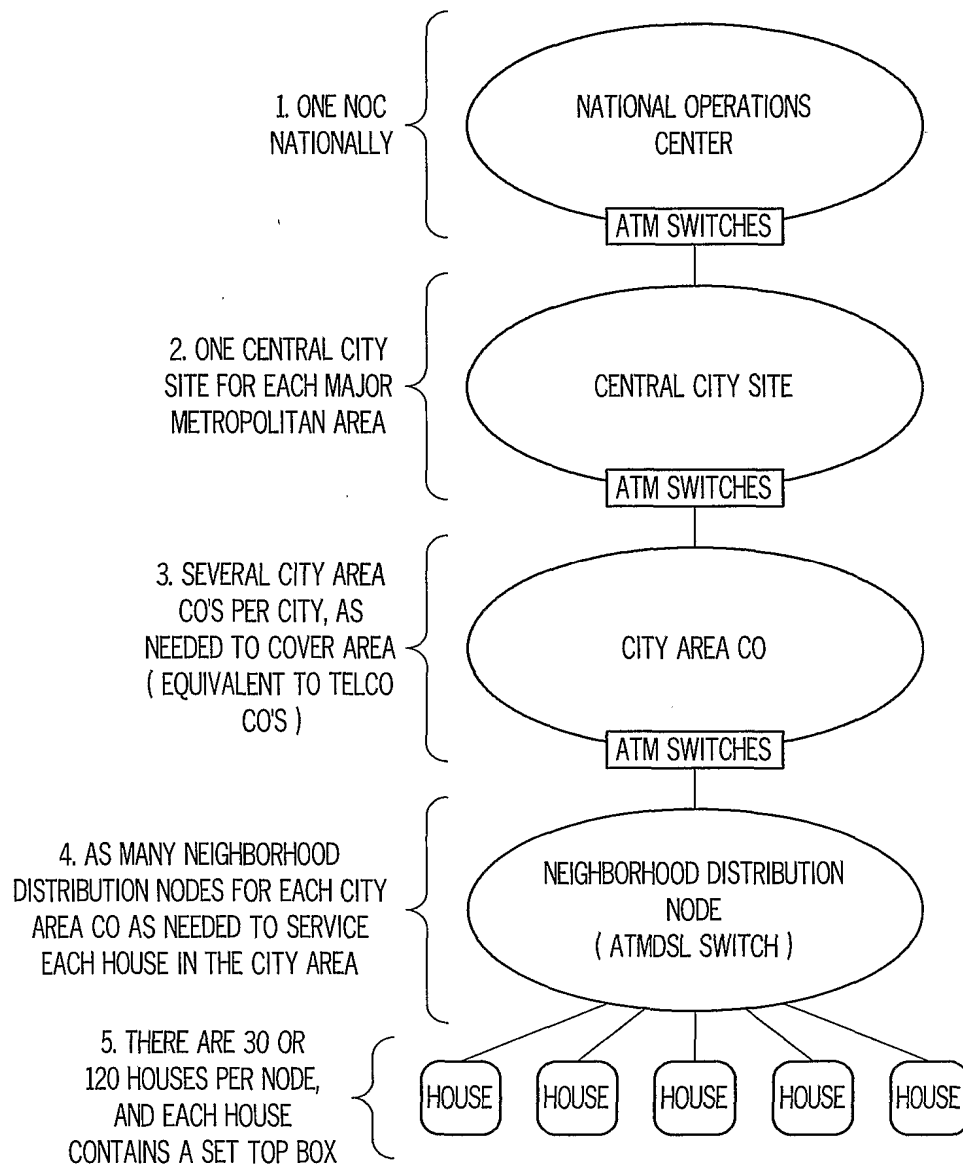 1. ONE NOC
NATIONALLY
NATIONAL OPERATIONS
CENTER
ATM SWITCHES
2. ONE CENTRAL CITY
SITE FOR EACH MAJOR
METROPOLITAN AREA
CENTRAL CITY SITE
ATM SWITCHES
3. SEVERAL CITY AREA
CO'S PER CITY, AS
NEEDED TO COVER AREA
( EQUIVALENT TO TELCO
CO'S )
CITY AREA CO
ATM SWITCHES
4. AS MANY NEIGHBORHOOD
DISTRIBUTION NODES FOR EACH CITY
AREA CO AS NEEDED TO SERVICE
EACH HOUSE IN THE CITY AREA
NEIGHBORHOOD DISTRIBUTION
NODE
( ATMDSL SWITCH )
5. THERE ARE 30 OR
120 HOUSES PER NODE,
AND EACH HOUSE
CONTAINS A SET TOP BOX
HOUSE
HOUSE
HOUSE
HOUSE
HOUSE